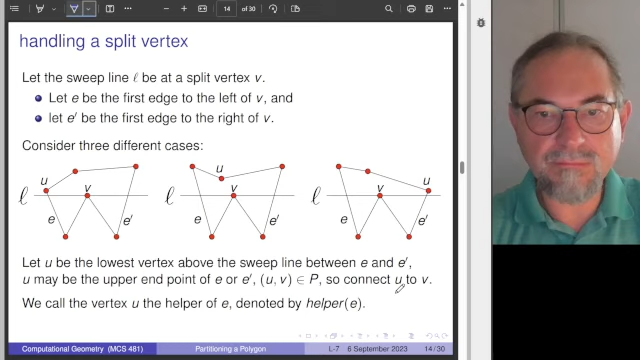 14 of 30
handling a split vertex
Let the sweep line ℓ be at a split vertex v.
Let e be the first edge to the left of v, and
let e′ be the first edge to the right of v.
Consider three different cases:
u v ℓ e e′
u v ℓ e e′
u v ℓ e e′
Let u be the lowest vertex above the sweep line between e and e′,
u may be the upper end point of e or e′, (u, v) ∈ P, so connect u to v.
We call the vertex u the helper of e, denoted by helper(e).
Computational Geometry (MCS 481) Partitioning a Polygon L-7 6 September 2023 14 / 30